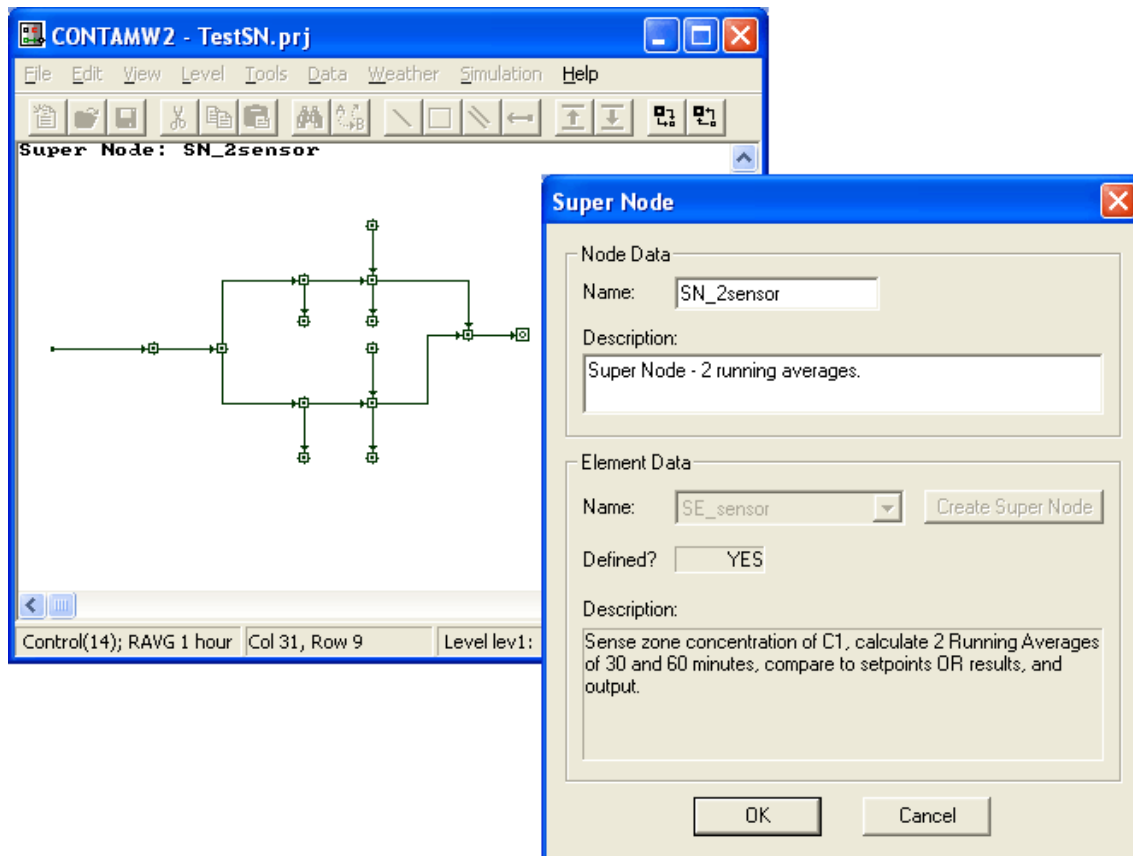 CONTAMW2 - TestSN.prj
File Edit View Level Tools Data Weather Simulation Help
Super Node: SN_2sensor
Control(14); RAVG 1 hour Col 31, Row 9 Level lev1:
Super Node
Node Data
Name: SN_2sensor
Description:
Super Node - 2 running averages.
Element Data
Name: SE_sensor Create Super Node
Defined? YES
Description:
Sense zone concentration of C1, calculate 2 Running Averages
of 30 and 60 minutes, compare to setpoints OR results, and
output.
OK Cancel